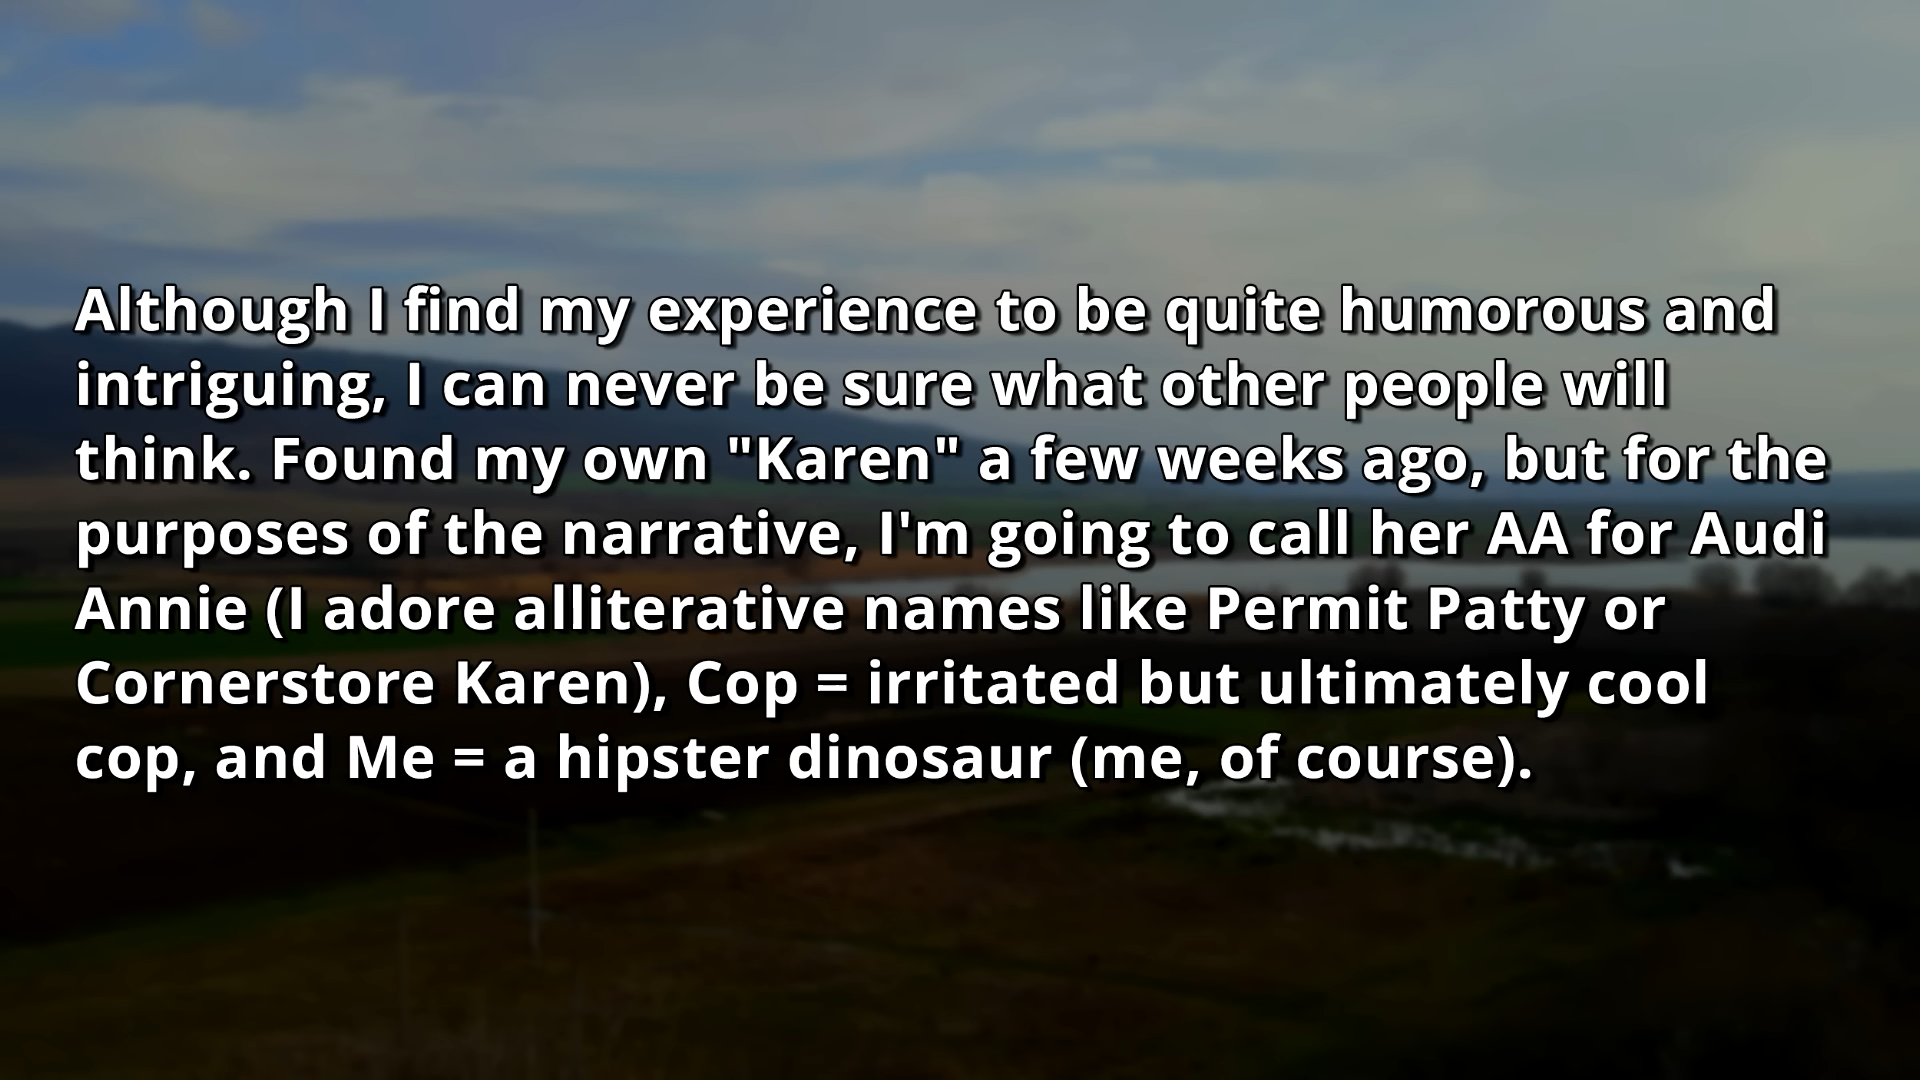 Although I find my experience to be quite humorous and
intriguing, I can never be sure what other people will
think. Found my own "Karen" a few weeks ago, but for the
purposes of the narrative, I'm going to call her AA for Audi
Annie (I adore alliterative names like Permit Patty or
Cornerstore Karen), Cop = irritated but ultimately cool
cop, and Me = a hipster dinosaur (me, of course).